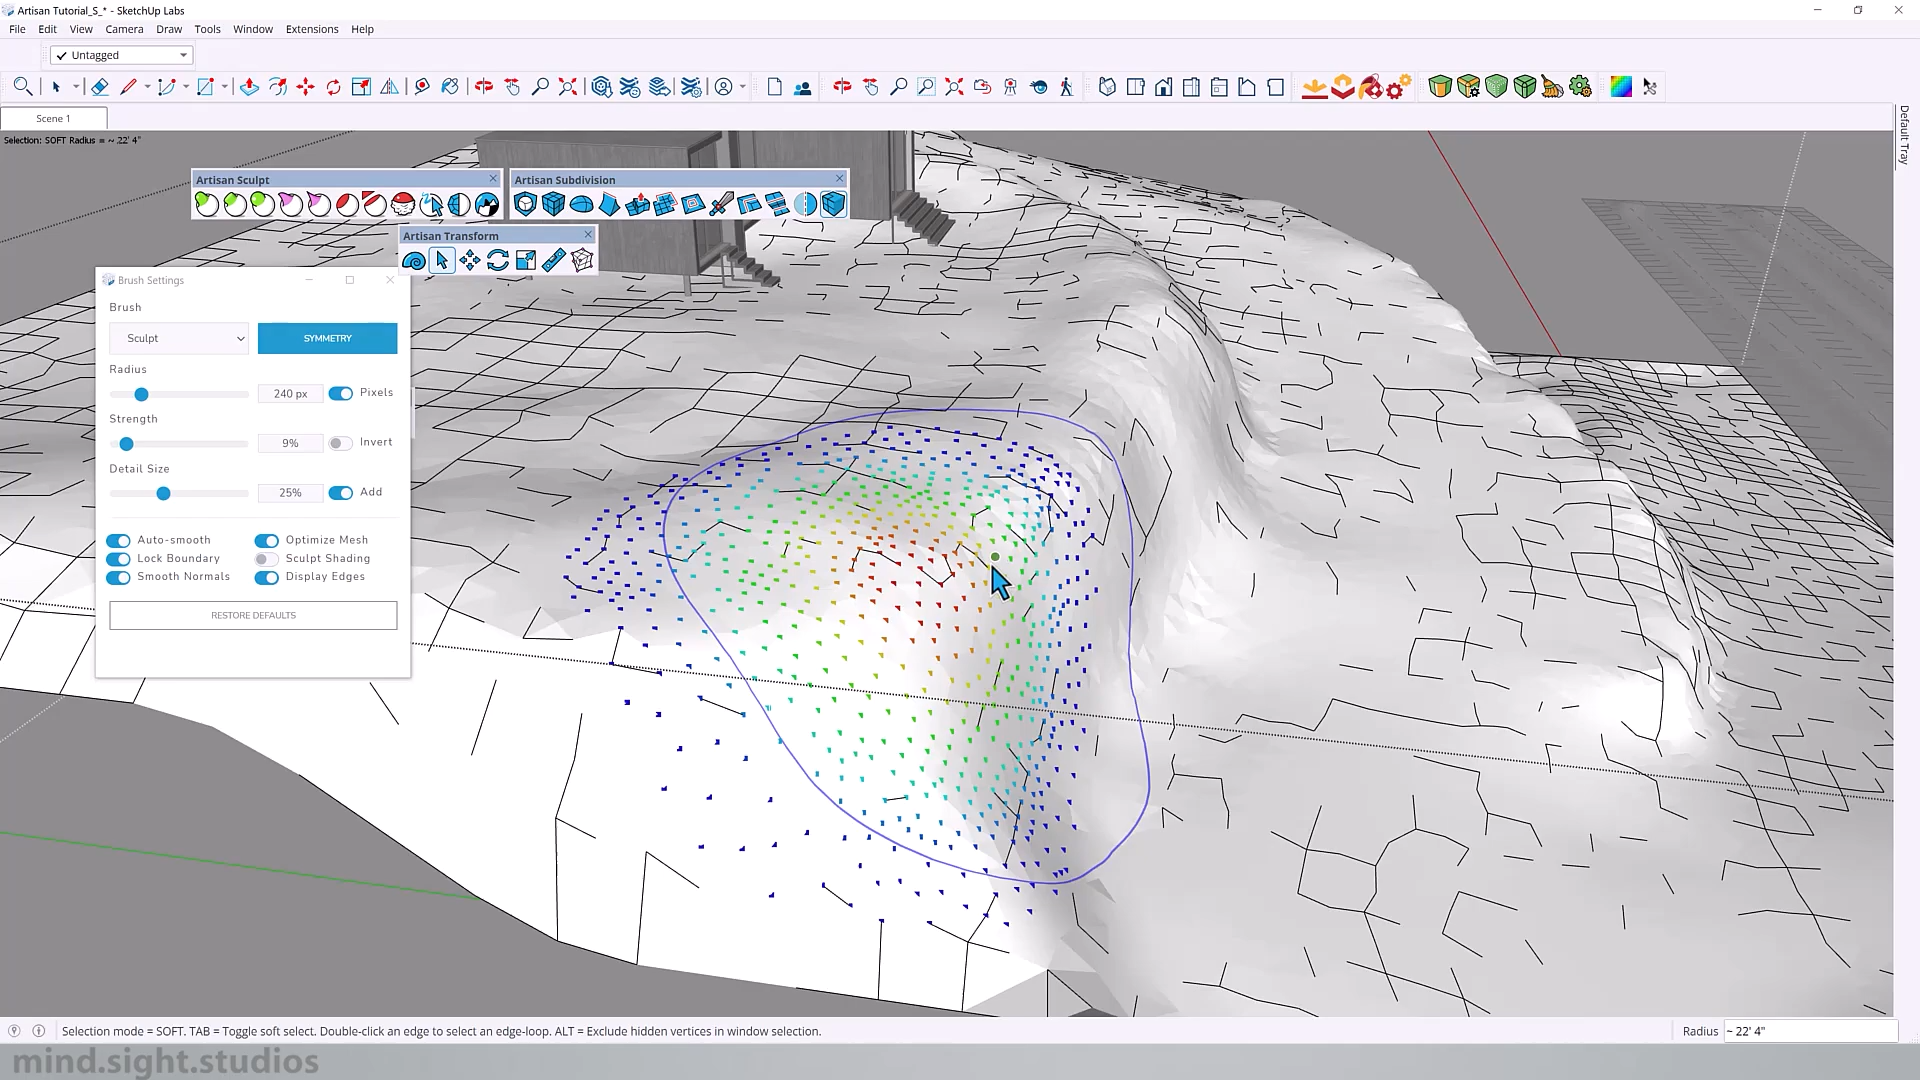 Artisan Tutorial_S_* - SketchUp Labs
File Edit View Camera Draw Tools Window Extensions Help
Untagged
Scene 1
Default Tray
Selection: SOFT Radius = ~ 22' 4"
Artisan Sculpt
Artisan Subdivision
Artisan Transform
Brush Settings
Brush
Sculpt
SYMMETRY
Radius
240 px Pixels
Strength
9% Invert
Detail Size
25% Add
Auto-smooth Optimize Mesh
Lock Boundary Sculpt Shading
Smooth Normals Display Edges
RESTORE DEFAULTS
Selection mode = SOFT. TAB = Toggle soft select. Double-click an edge to select an edge-loop. ALT = Exclude hidden vertices in window selection.
Radius ~ 22' 4"
mind.sight.studios